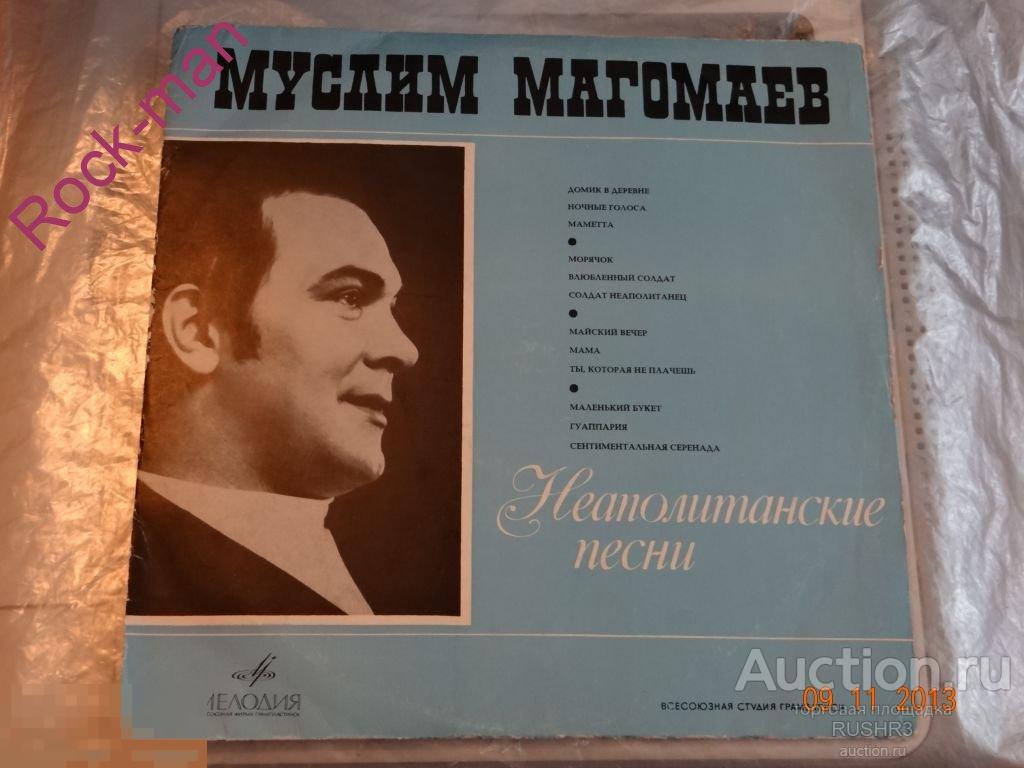 Rock-man
МУСЛИМ МАГОМАЕВ
ДОМИК В ДЕРЕВНЕ
НОЧНЫЕ ГОЛОСА
МАМЕТТА
МОРЯЧОК
ВЛЮБЛЕННЫЙ СОЛДАТ
СОЛДАТ НЕАПОЛИТАНЕЦ
МАЙСКИЙ ВЕЧЕР
МАМА
ТЫ, КОТОРАЯ НЕ ПЛАЧЕШЬ
МАЛЕНЬКИЙ БУКЕТ
ГУАППАРИЯ
СЕНТИМЕНТАЛЬНАЯ СЕРЕНАДА
Неаполитанские
песни
МЕЛОДИЯ
ВСЕСОЮЗНАЯ СТУДИЯ
Auction.ru
09 11 2013
торговая площадка
RUSHR3
auction.ru